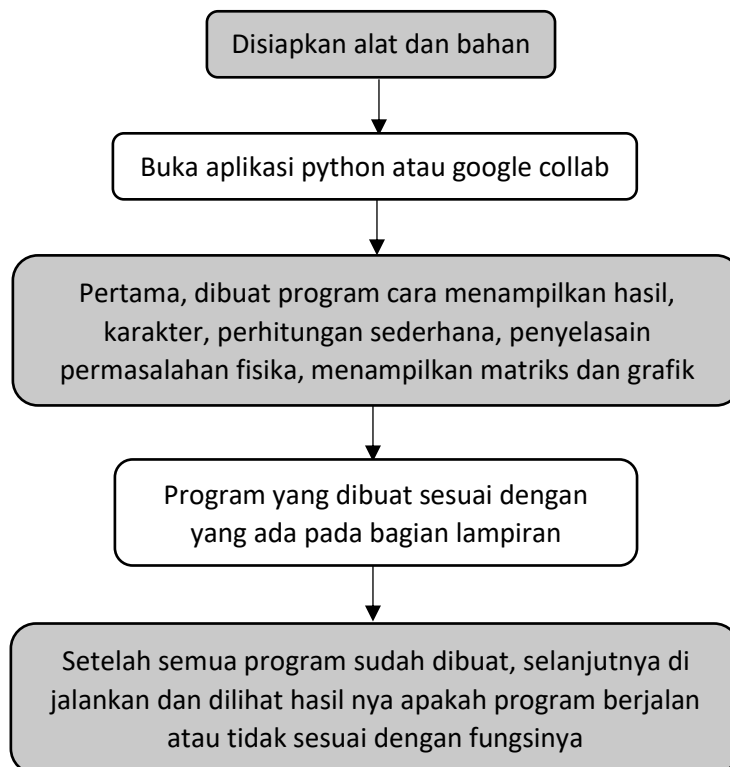 Disiapkan alat dan bahan
Buka aplikasi python atau google collab
Pertama, dibuat program cara menampilkan hasil,
karakter, perhitungan sederhana, penyelasain
permasalahan fisika, menampilkan matriks dan grafik
Program yang dibuat sesuai dengan
yang ada pada bagian lampiran
Setelah semua program sudah dibuat, selanjutnya di
jalankan dan dilihat hasil nya apakah program berjalan
atau tidak sesuai dengan fungsinya